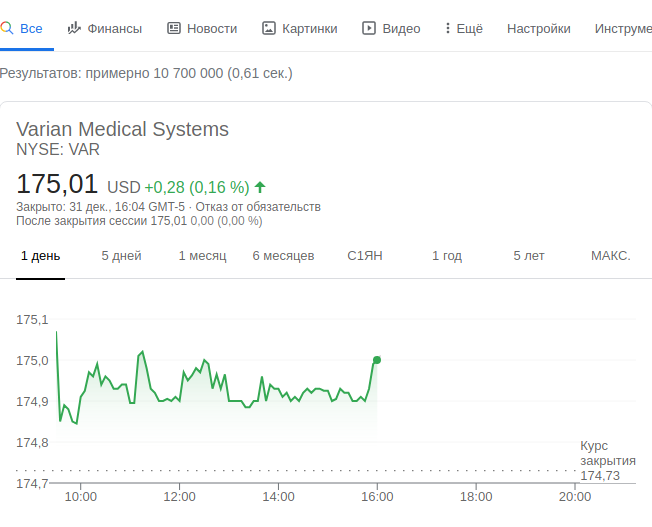 Все Финансы Новости Картинки Видео Ещё Настройки Инструме
Результатов: примерно 10 700 000 (0,61 сек.)
Varian Medical Systems
NYSE: VAR
175,01 USD +0,28 (0,16 %)
Закрыто: 31 дек., 16:04 GMT-5 · Отказ от обязательств
После закрытия сессии 175,01 0,00 (0,00 %)
1 день 5 дней 1 месяц 6 месяцев С1ЯН 1 год 5 лет МАКС.
175,1
175,0
174,9
174,8
Курс
закрытия
174,73
174,7
10:00 12:00 14:00 16:00 18:00 20:00